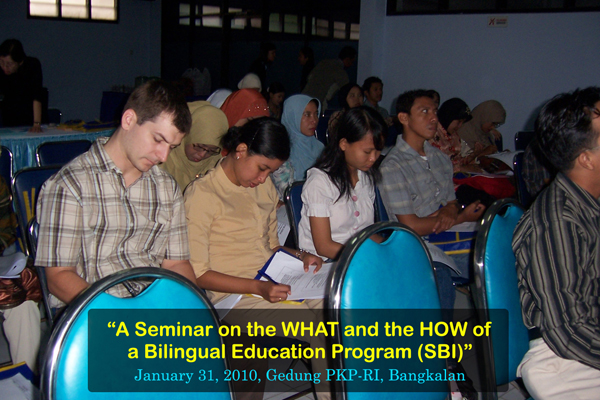 “A Seminar on the WHAT and the HOW of
a Bilingual Education Program (SBI)”
January 31, 2010, Gedung PKP-RI, Bangkalan